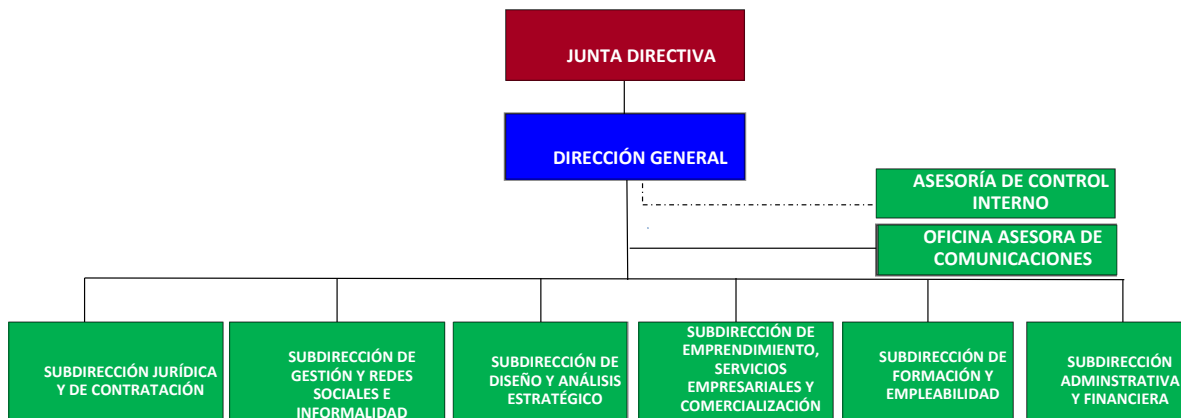 JUNTA DIRECTIVA
DIRECCIÓN GENERAL
ASESORÍA DE CONTROL
INTERNO
OFICINA ASESORA DE
COMUNICACIONES
SUBDIRECCIÓN JURÍDICA
Y DE CONTRATACIÓN
SUBDIRECCIÓN DE
GESTIÓN Y REDES
SOCIALES E
INFORMALIDAD
SUBDIRECCIÓN DE
DISEÑO Y ANÁLISIS
ESTRATÉGICO
SUBDIRECCIÓN DE
EMPRENDIMIENTO,
SERVICIOS
EMPRESARIALES Y
COMERCIALIZACIÓN
SUBDIRECCIÓN DE
FORMACIÓN Y
EMPLEABILIDAD
SUBDIRECCIÓN
ADMINSTRATIVA
Y FINANCIERA